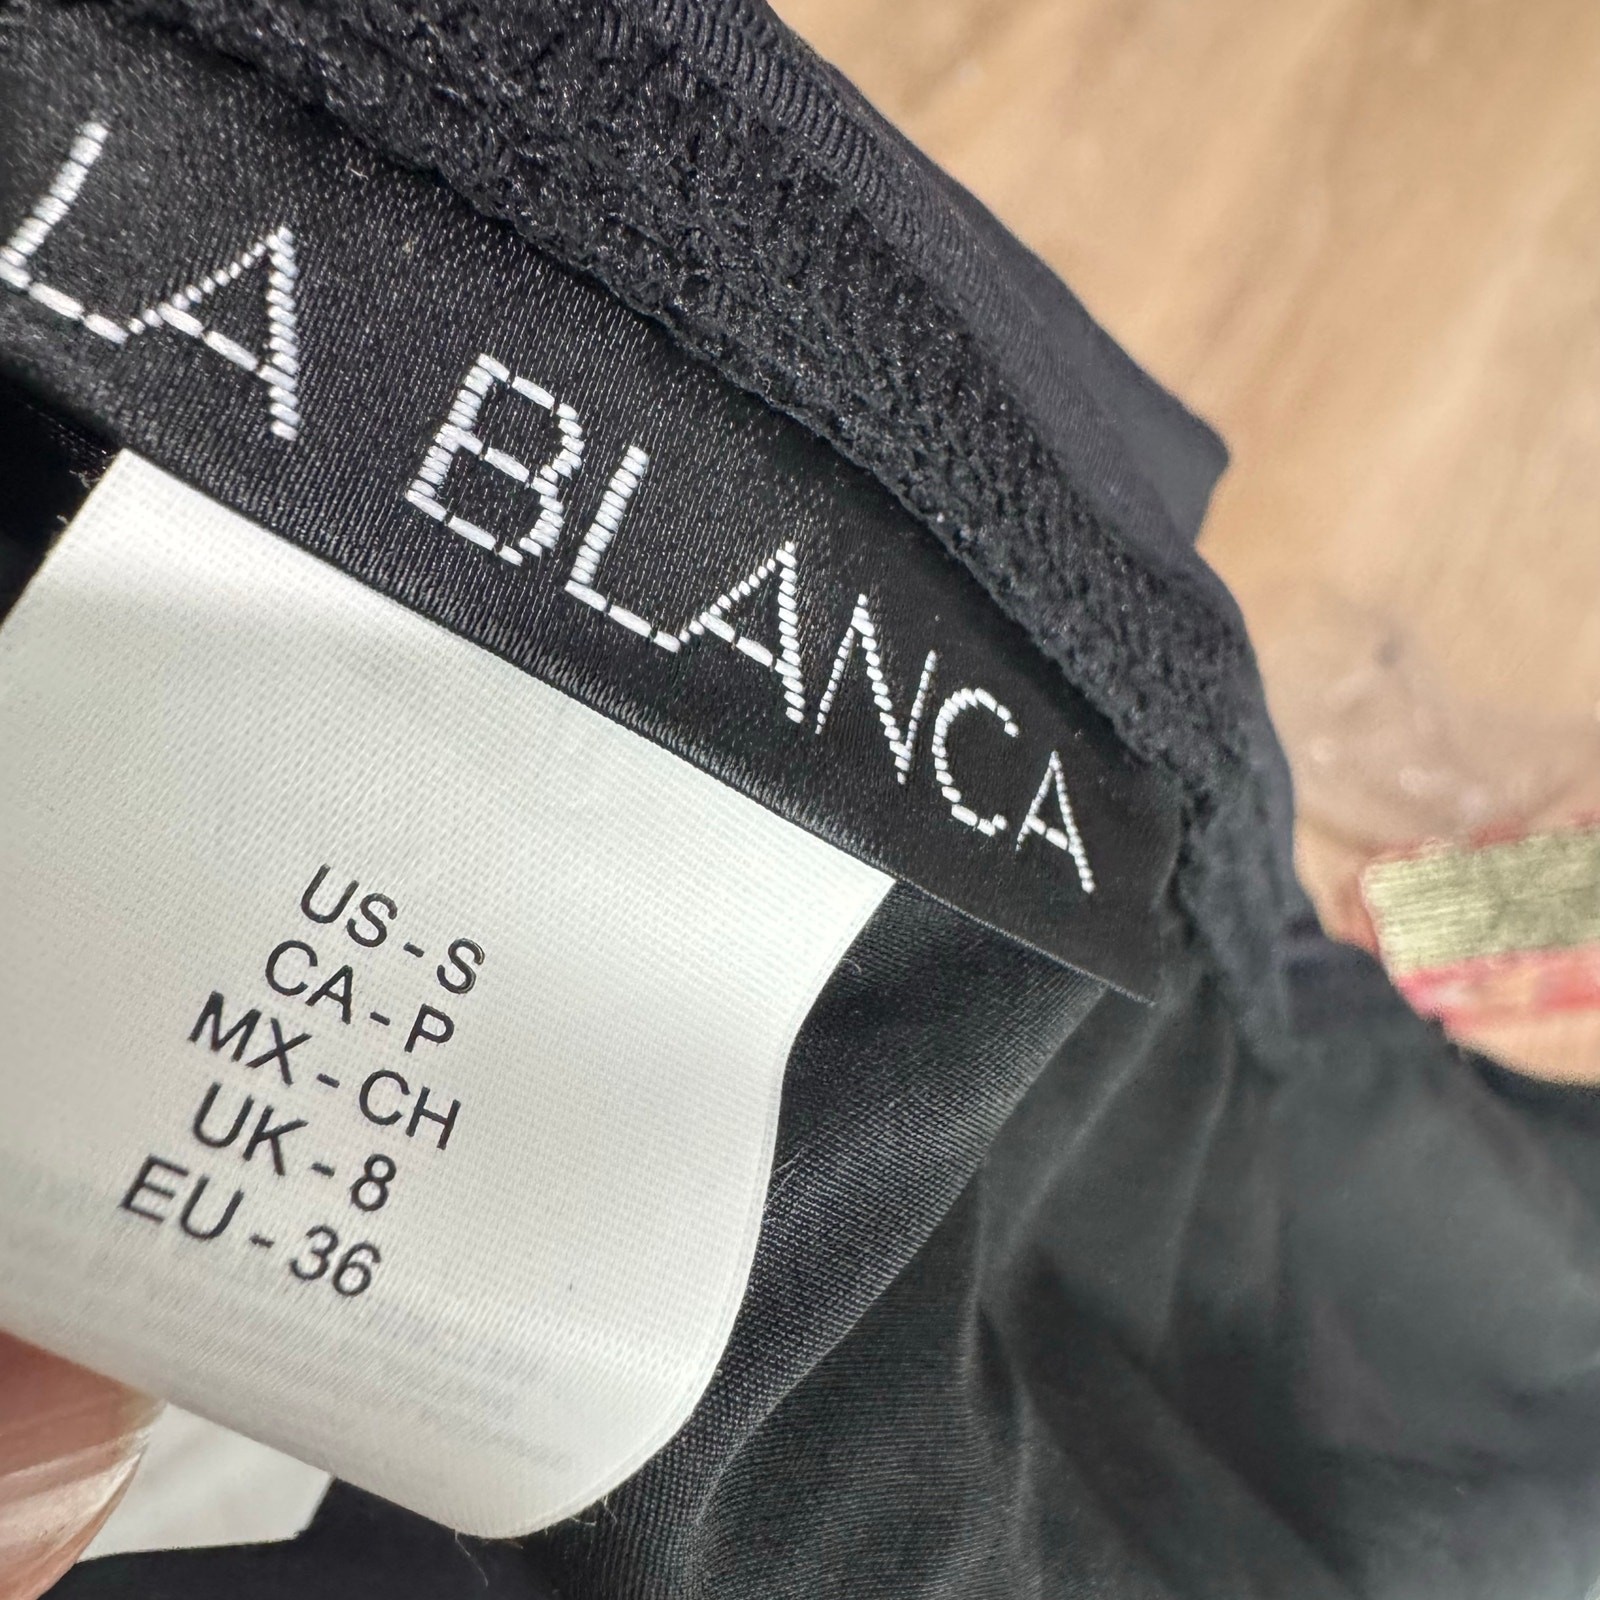 LA BLANCA
US - S
CA - P
MX - CH
UK - 8
EU - 36